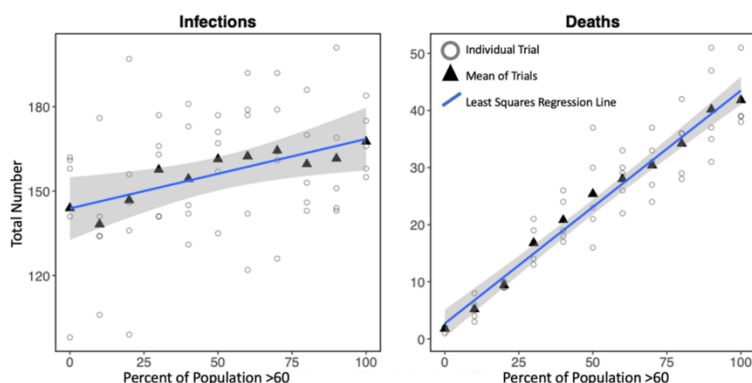 Infections
Total Number
180
150
120
0
25
50
75
100
Percent of Population >60
Deaths
Individual Trial
Mean of Trials
Least Squares Regression Line
50
40
30
20
10
0
0
25
50
75
100
Percent of Population >60